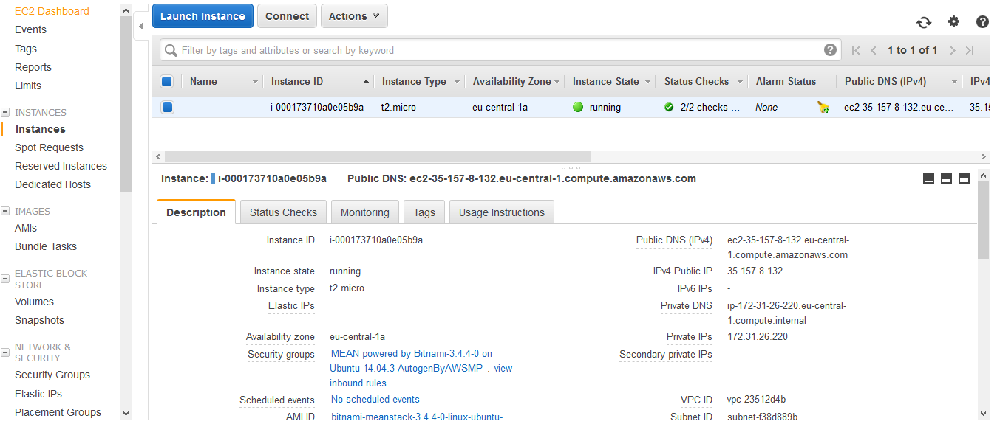 EC2 Dashboard
Events
Tags
Reports
Limits
INSTANCES
Instances
Spot Requests
Reserved Instances
Dedicated Hosts
IMAGES
AMIs
Bundle Tasks
ELASTIC BLOCK
STORE
Volumes
Snapshots
NETWORK &
SECURITY
Security Groups
Elastic IPs
Placement Groups
Launch Instance Connect Actions
Filter by tags and attributes or search by keyword 1 to 1 of 1
Name Instance ID Instance Type Availability Zone Instance State Status Checks Alarm Status Public DNS (IPv4) IPv4
i-000173710a0e05b9a t2.micro eu-central-1a running 2/2 checks ... None ec2-35-157-8-132.eu-ce... 35.15
Instance: i-000173710a0e05b9a Public DNS: ec2-35-157-8-132.eu-central-1.compute.amazonaws.com
Description Status Checks Monitoring Tags Usage Instructions
Instance ID i-000173710a0e05b9a Public DNS (IPv4) ec2-35-157-8-132.eu-central-
1.compute.amazonaws.com
Instance state running IPv4 Public IP 35.157.8.132
Instance type t2.micro IPv6 IPs -
Elastic IPs Private DNS ip-172-31-26-220.eu-central-
1.compute.internal
Availability zone eu-central-1a Private IPs 172.31.26.220
Security groups MEAN powered by Bitnami-3.4.4-0 on Secondary private IPs
Ubuntu 14.04.3-AutogenByAWSMP-. view
inbound rules
Scheduled events No scheduled events VPC ID vpc-23512d4b
AMI ID bitnami-meanstack-3.4.4-0-linux-ubuntu- Subnet ID subnet-f38d889b